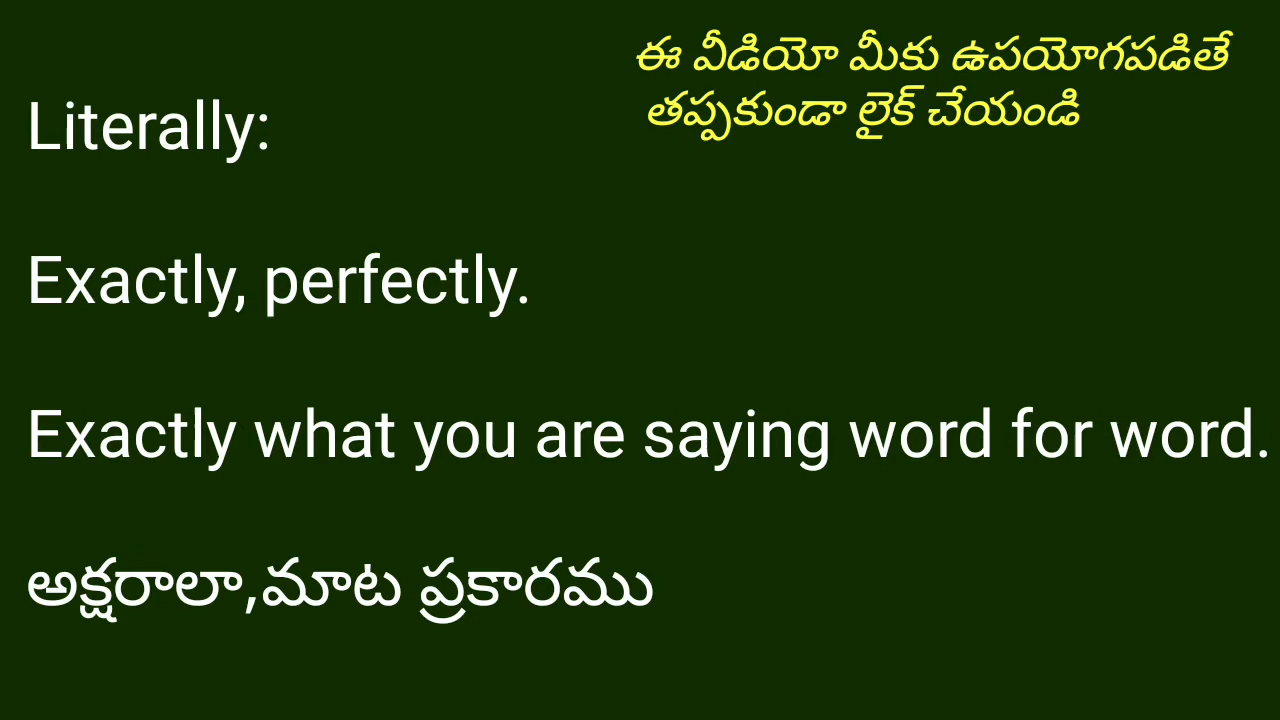 ఈ వీడియో మీకు ఉపయోగపడితే
తప్పకుండా లైక్ చేయండి
Literally:
Exactly, perfectly.
Exactly what you are saying word for word.
అక్షరాలా,మాట ప్రకారము